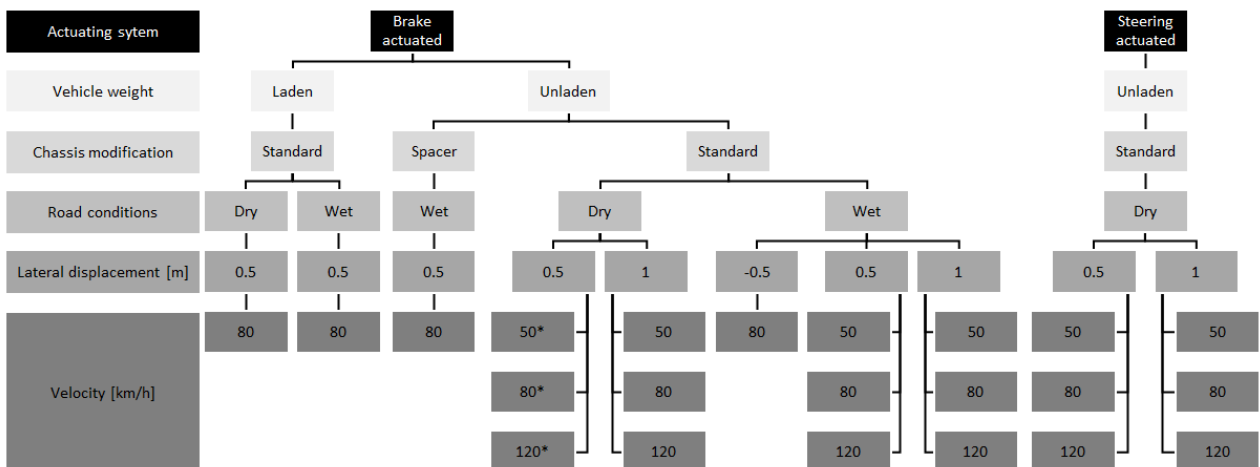 Actuating sytem
Brake
actuated
Steering
actuated
Vehicle weight
Laden
Unladen
Unladen
Chassis modification
Standard
Spacer
Standard
Standard
Road conditions
Dry
Wet
Wet
Dry
Wet
Dry
Lateral displacement [m]
0.5
0.5
0.5
0.5
1
-0.5
0.5
1
0.5
1
Velocity [km/h]
80
80
80
50*
50
80
50
50
50
50
80*
80
80
80
80
80
120*
120
120
120
120
120